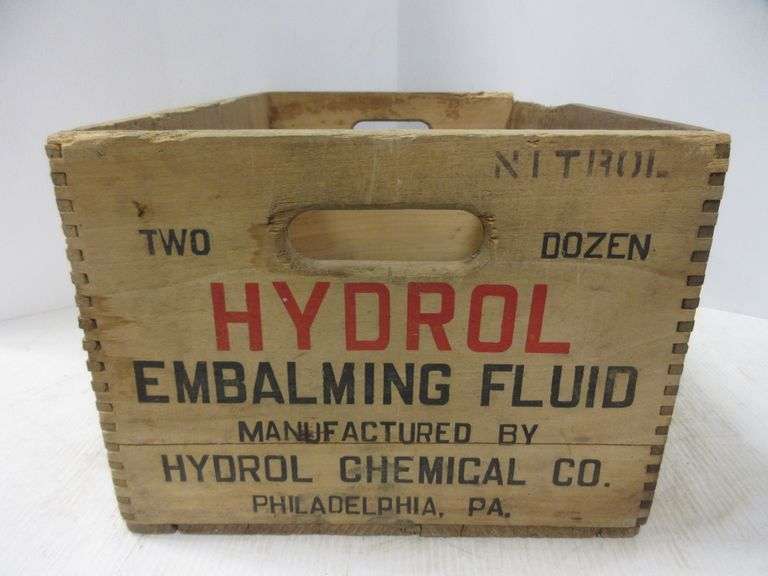 NITROL
TWO DOZEN
HYDROL
EMBALMING FLUID
MANUFACTURED BY
HYDROL CHEMICAL CO.
PHILADELPHIA, PA.